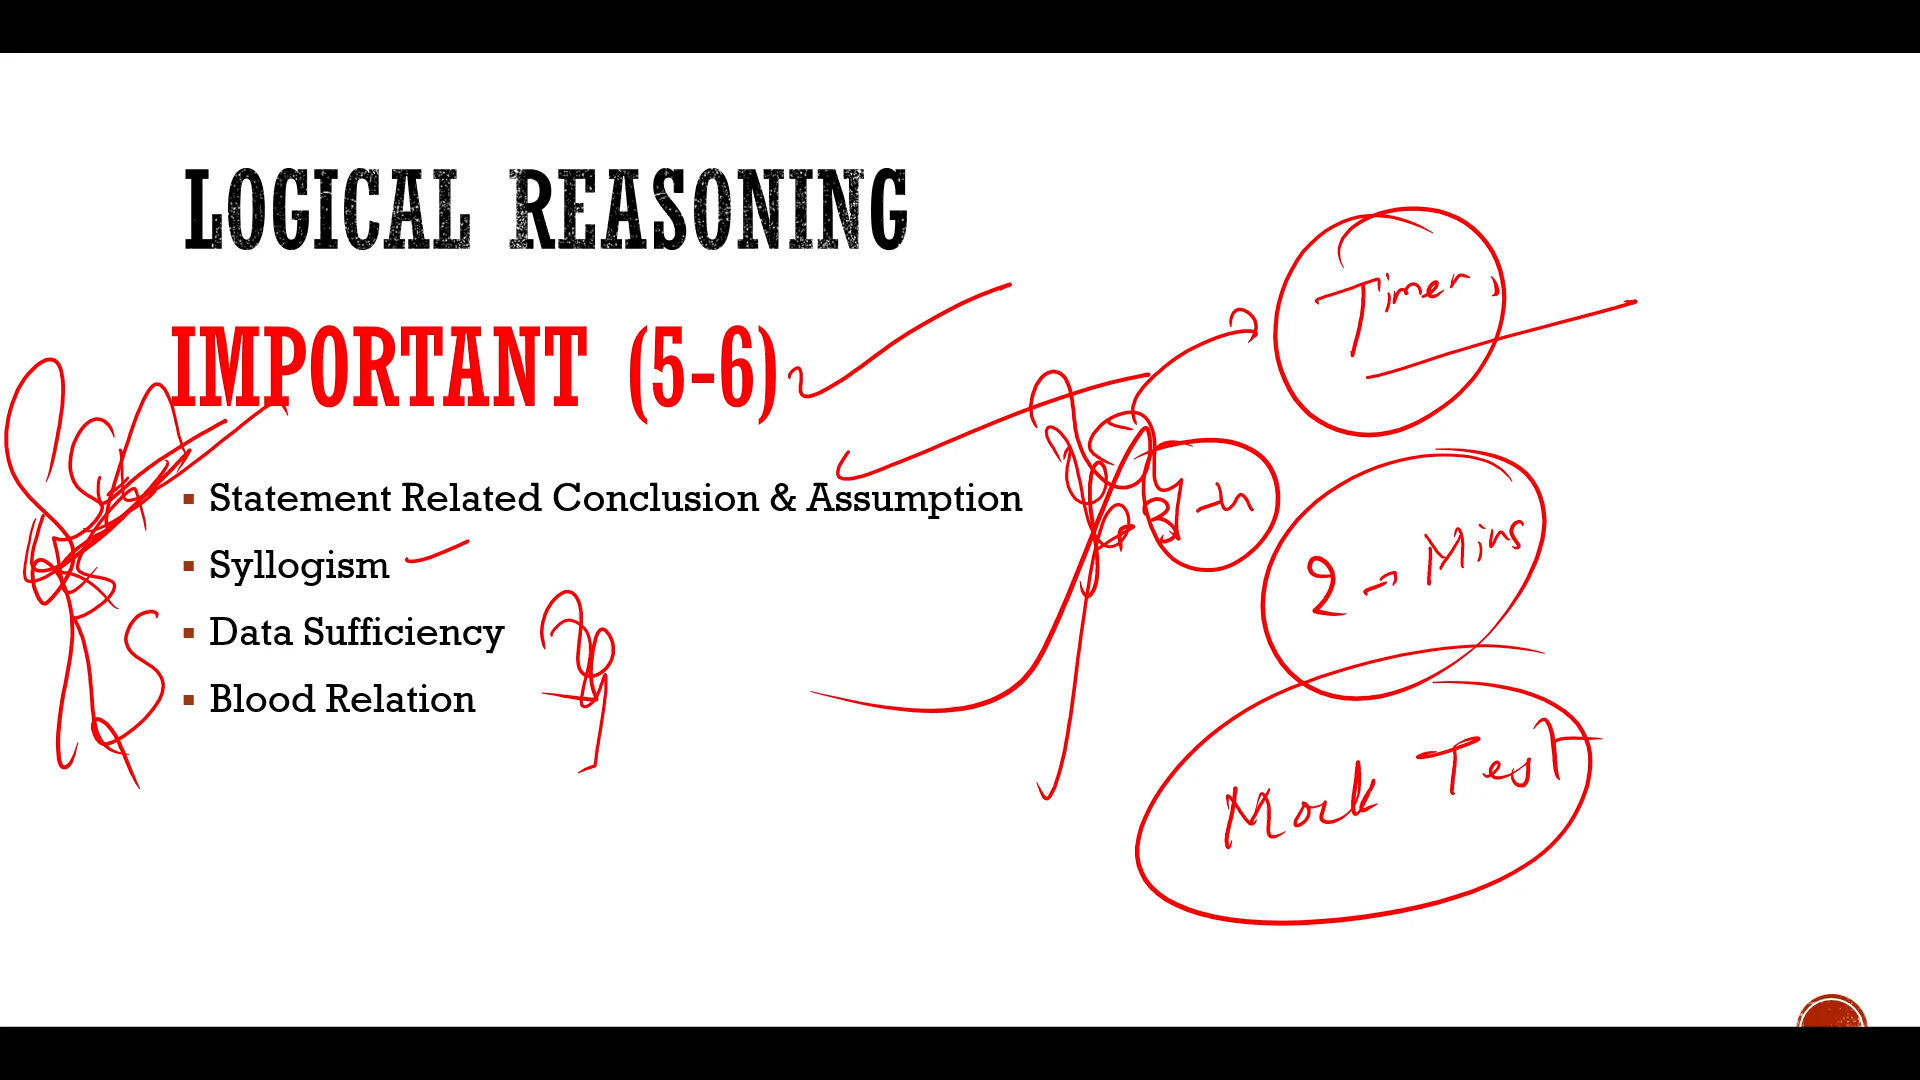 LOGICAL REASONING
IMPORTANT (5-6)
▪ Statement Related Conclusion & Assumption
▪ Syllogism
▪ Data Sufficiency
▪ Blood Relation
Timer
2 → Mins
Mock Test